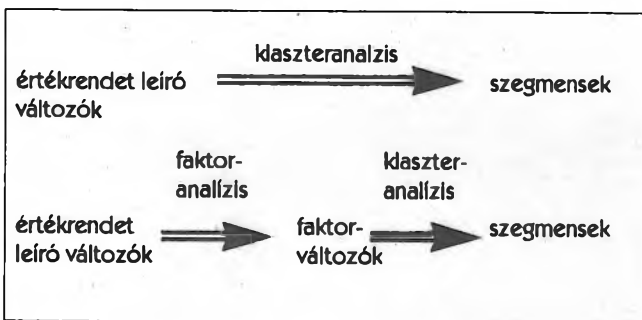 klaszteranalzis
értékrendet leíró
változók
szegmensek
faktor-
analízis
klaszter-
analízis
értékrendet
leíró változók
faktor-
változók
szegmensek